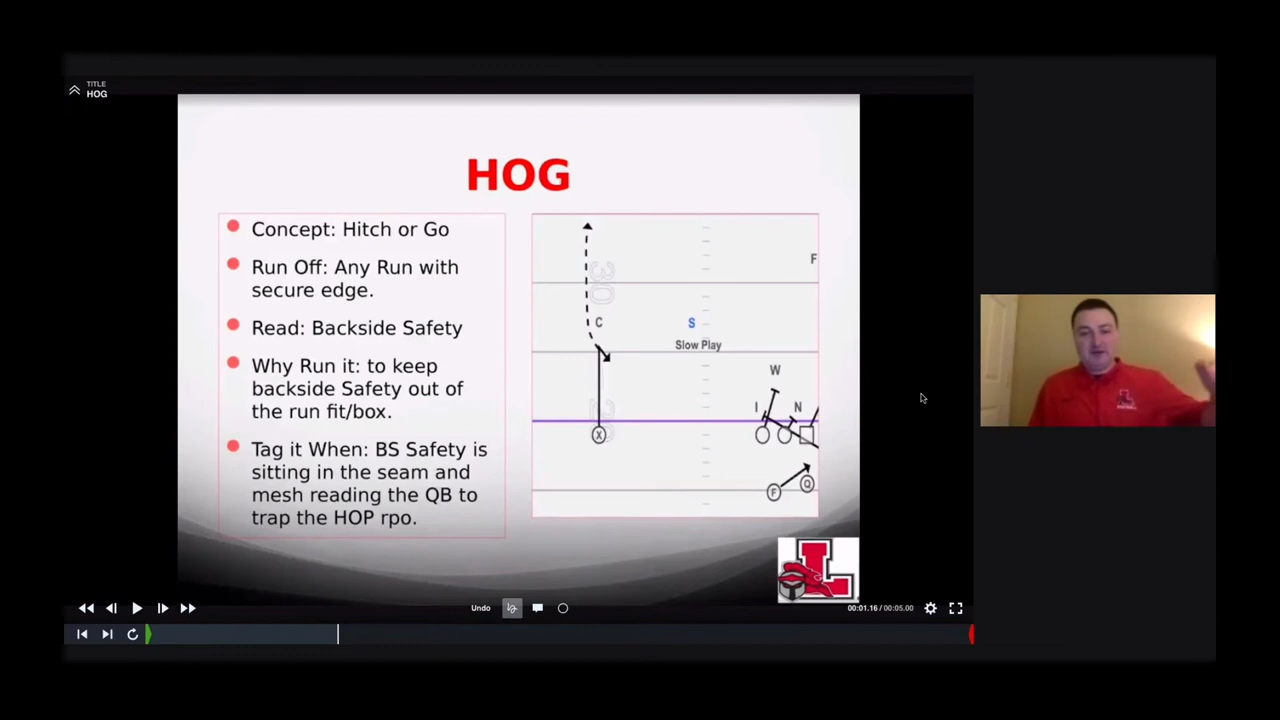 TITLE
HOG
HOG
Concept: Hitch or Go
Run Off: Any Run with
secure edge.
Read: Backside Safety
Why Run it: to keep
backside Safety out of
the run fit/box.
Tag it When: BS Safety is
sitting in the seam and
mesh reading the QB to
trap the HOP rpo.
30
F
C
S
Slow Play
W
I
N
X
F
Q
L
L
Undo
00:01.16 / 00:05.00